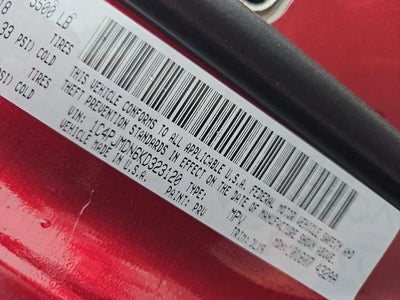 5500 LB
33 PSI) COLD TIRES
PSI) COLD TIRES
THIS VEHICLE CONFORMS TO ALL APPLICABLE U.S.A. FEDERAL MOTOR VEHICLE SAFETY AND
THEFT PREVENTION STANDARDS IN EFFECT ON THE DATE OF MANUFACTURE SHOWN ABOVE.
VIN: 1C4PJMDN6KD323120 TYPE: MPV
VEHICLE MADE IN U.S.A. PAINT: PRV TRIM: